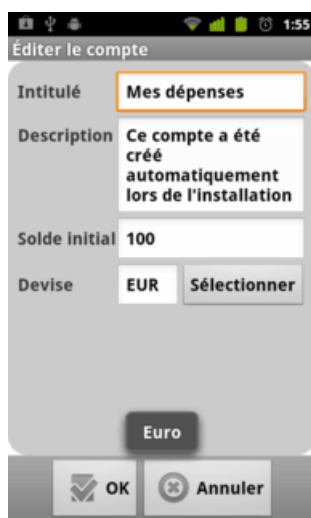 1:55
Éditer le compte
Intitulé Mes dépenses
Description Ce compte a été
créé
automatiquement
lors de l'installation
Solde initial 100
Devise EUR Sélectionner
Euro
OK Annuler